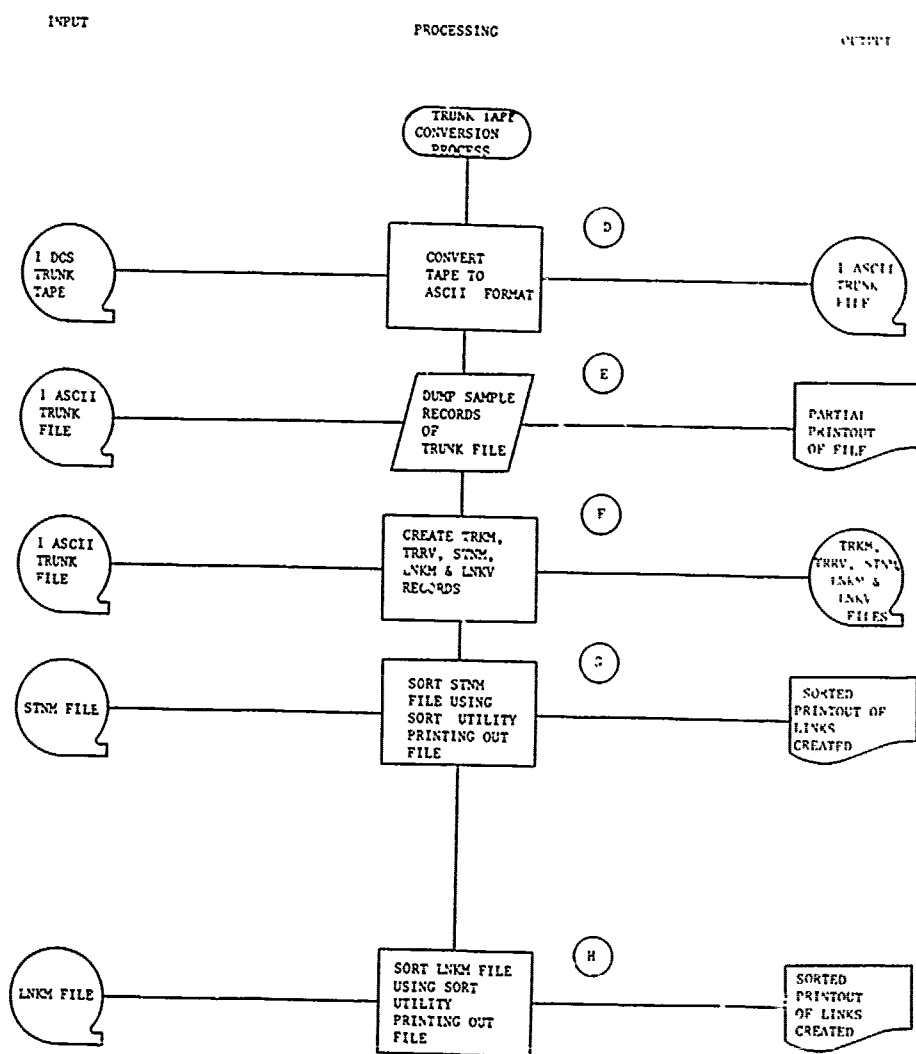 INPUT
PROCESSING
OUTPUT
TRUNK TAPE
CONVERSION
PROCESS
D
1 DCS
TRUNK
TAPE
CONVERT
TAPE TO
ASCII FORMAT
1 ASCII
TRUNK
FILE
E
1 ASCII
TRUNK
FILE
DUMP SAMPLE
RECORDS
OF
TRUNK FILE
PARTIAL
PRINTOUT
OF FILE
F
1 ASCII
TRUNK
FILE
CREATE TRKM,
TRRV, STNM,
LNKM & LNKV
RECORDS
TRKM,
TRRV, STNM,
LNKM &
LNKV
FILES
G
STNM FILE
SORT STNM
FILE USING
SORT UTILITY
PRINTING OUT
FILE
SORTED
PRINTOUT OF
LINKS
CREATED
H
LNKM FILE
SORT LNKM FILE
USING SORT
UTILITY
PRINTING OUT
FILE
SORTED
PRINTOUT
OF LINKS
CREATED